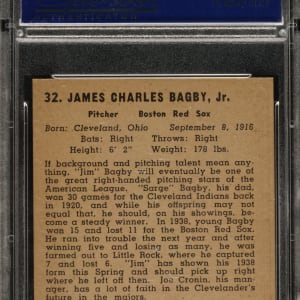 32. JAMES CHARLES BAGBY, Jr.
Pitcher Boston Red Sox
Born: Cleveland, Ohio September 8, 1916
Bats: Right Throws: Right
Height: 6' 2" Weight: 178 lbs.
If background and pitching talent mean any-
thing, "Jim" Bagby will eventually be one of
the great right-handed pitching stars of the
American League. "Sarge" Bagby, his dad,
won 30 games for the Cleveland Indians back
in 1920, and while his offspring may not
equal that, he should, on his showings, be-
come a steady winner. In 1938, young Bagby
won 15 and lost 11 for the Boston Red Sox.
He ran into trouble the next year and after
winning five and losing as many, he was
farmed out to Little Rock, where he captured
7 and lost 6. "Jim" has shown his 1938
form this Spring and should pick up right
where he left off then. Joe Cronin, his man-
ager, has a lot of faith in the Clevelander's
future in the majors.